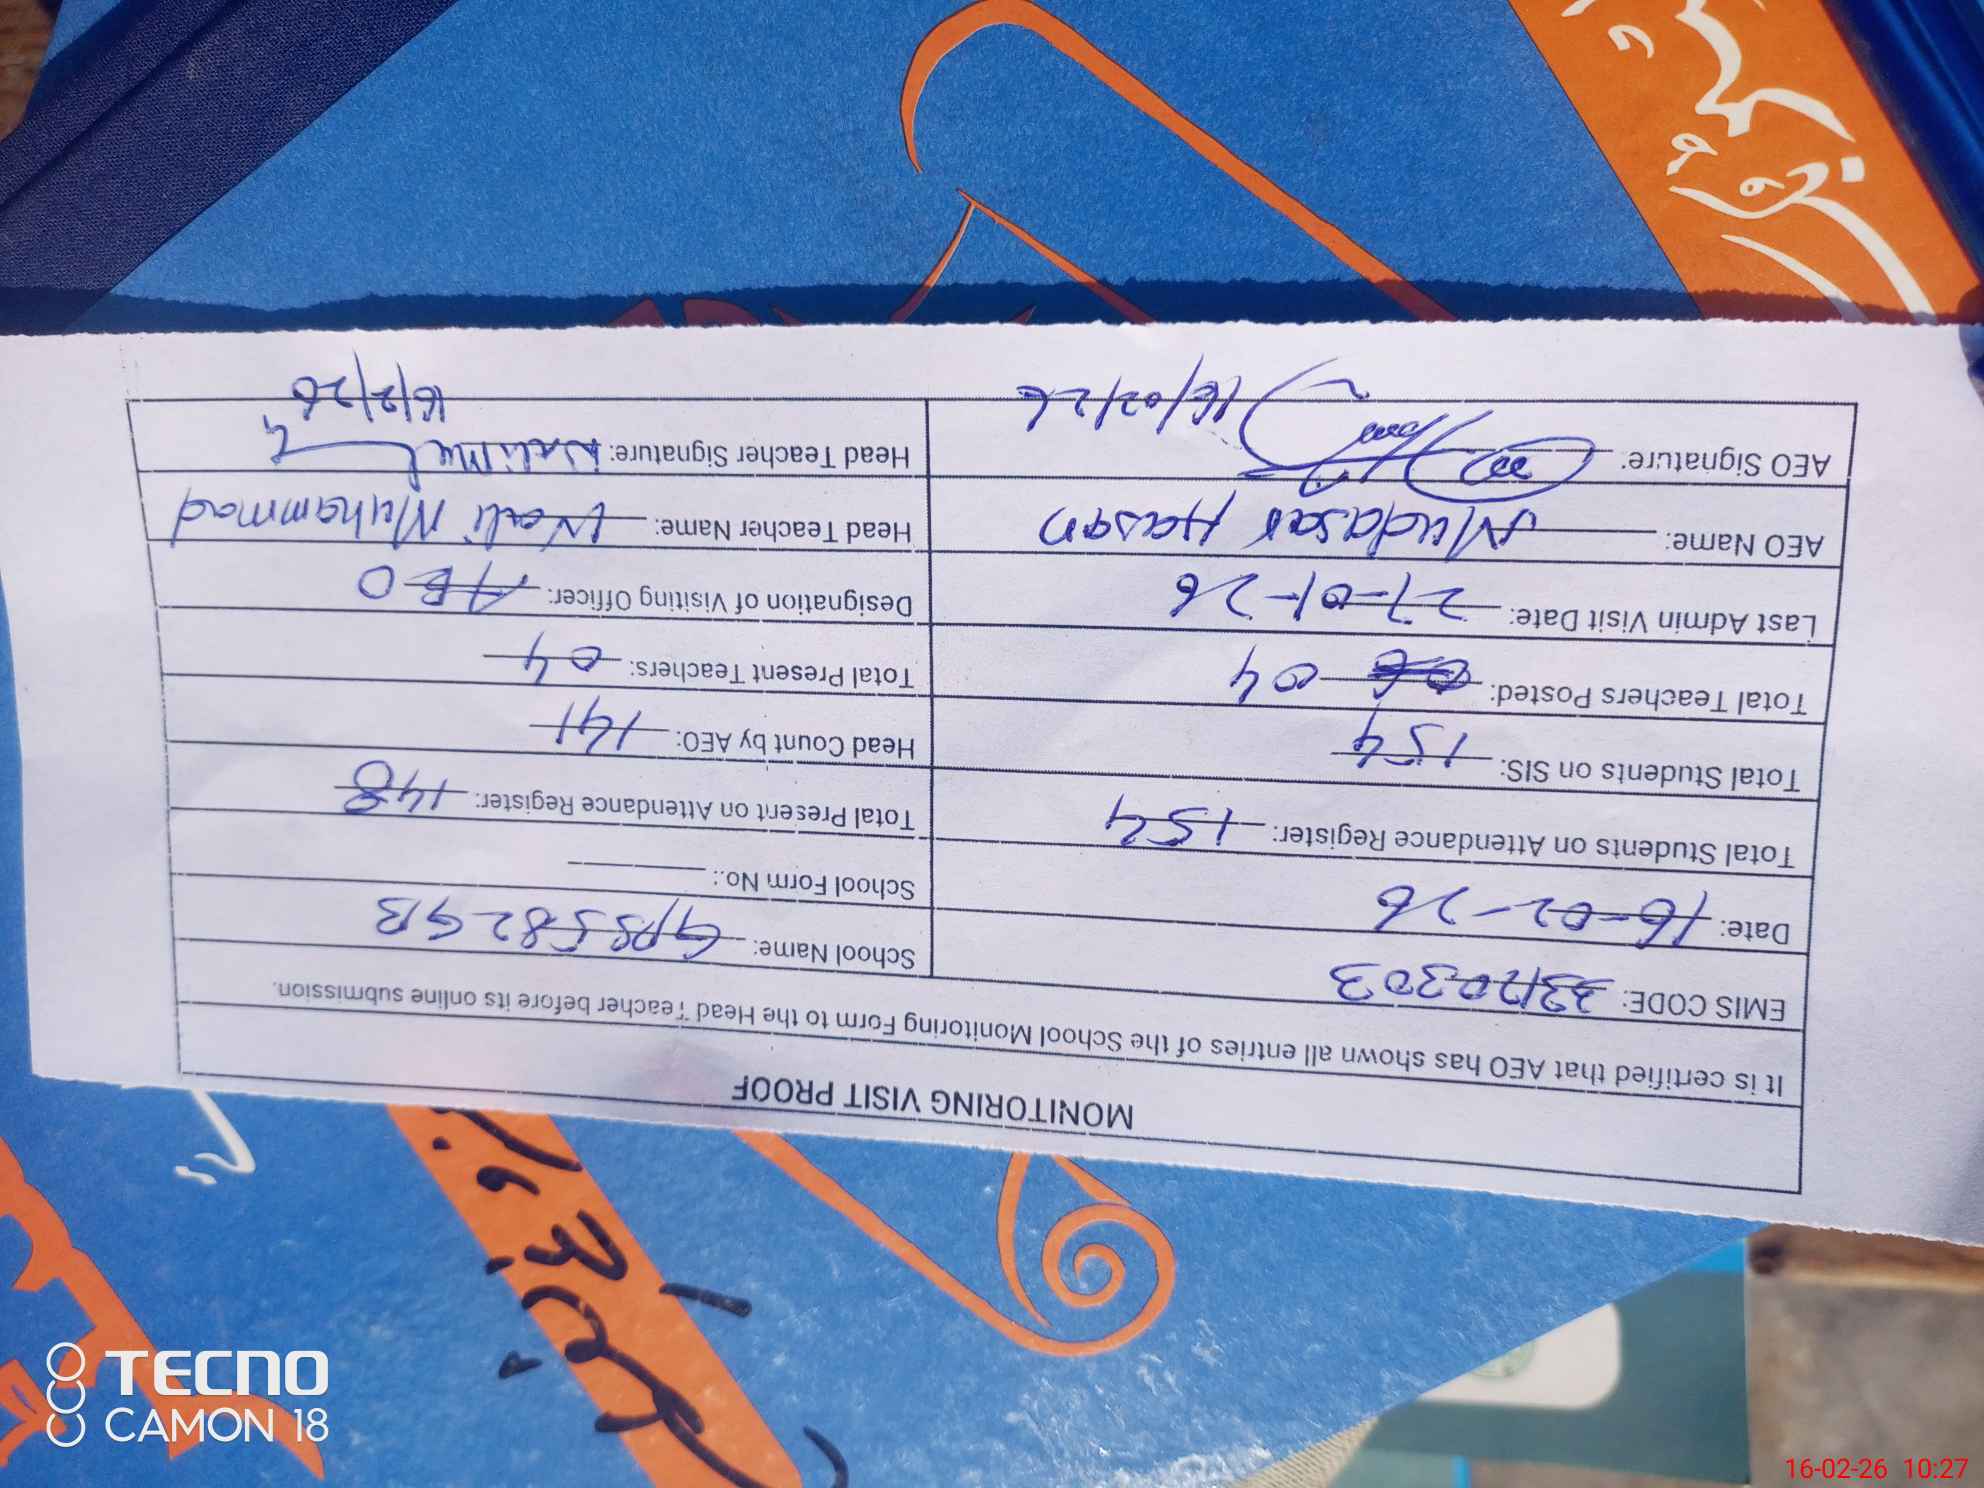 MONITORING VISIT PROOF
It is certified that AEO has shown all entries of the School Monitoring Form to the Head Teacher before its online submission.
EMIS CODE: 33170303
School Name: GPS 582 GB
Date: 16-02-26
School Form No.:
Total Students on Attendance Register: 154
Total Present on Attendance Register: 148
Total Students on SIS: 154
Head Count by AEO: 141
Total Teachers Posted: 04
Total Present Teachers: 04
Last Admin Visit Date: 27-01-26
Designation of Visiting Officer: AEO
AEO Name: Mudasar Hasan
Head Teacher Name: Wali Muhammad
AEO Signature:
16/02/26
Head Teacher Signature:
16/2/26
TECNO
CAMON 18
16-02-26 10:27